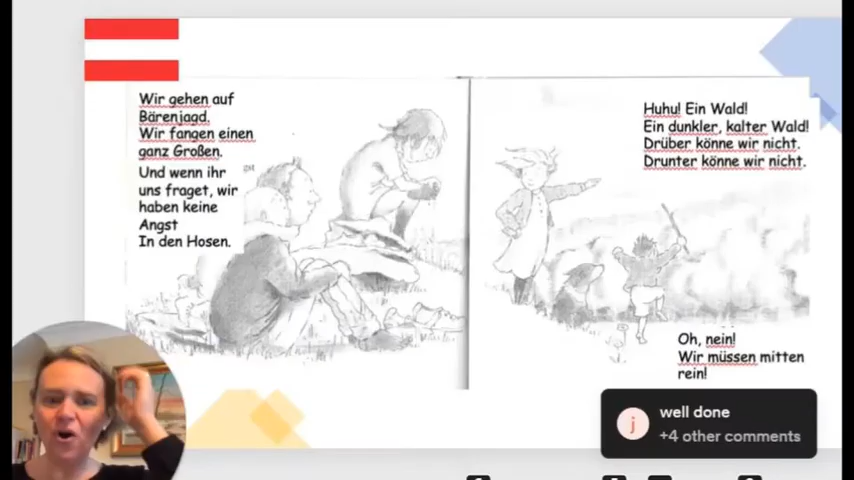 Wir gehen auf
Bärenjagd.
Wir fangen einen
ganz Großen.
Und wenn ihr
uns fraget, wir
haben keine
Angst
In den Hosen.
Huhu! Ein Wald!
Ein dunkler, kalter Wald!
Drüber könne wir nicht.
Drunter könne wir nicht.
Oh, nein!
Wir müssen mitten
rein!
j
well done
+4 other comments